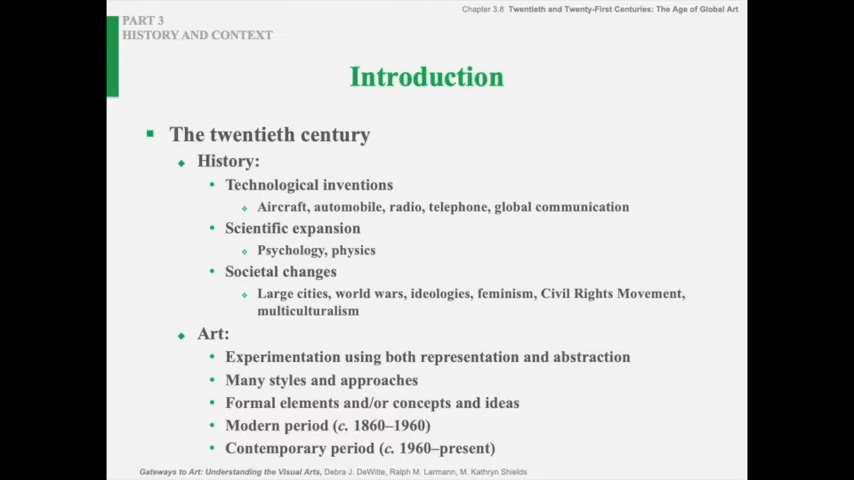 Chapter 3.8 Twentieth and Twenty-First Centuries: The Age of Global Art
PART 3
HISTORY AND CONTEXT
Introduction
The twentieth century
History:
Technological inventions
Aircraft, automobile, radio, telephone, global communication
Scientific expansion
Psychology, physics
Societal changes
Large cities, world wars, ideologies, feminism, Civil Rights Movement,
multiculturalism
Art:
Experimentation using both representation and abstraction
Many styles and approaches
Formal elements and/or concepts and ideas
Modern period (c. 1860–1960)
Contemporary period (c. 1960–present)
Gateways to Art: Understanding the Visual Arts, Debra J. DeWitte, Ralph M. Larmann, M. Kathryn Shields